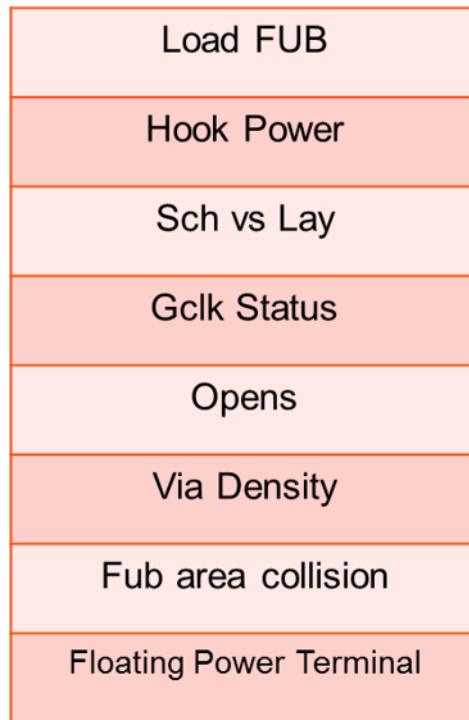 Load FUB
Hook Power
Sch vs Lay
Gclk Status
Opens
Via Density
Fub area collision
Floating Power Terminal